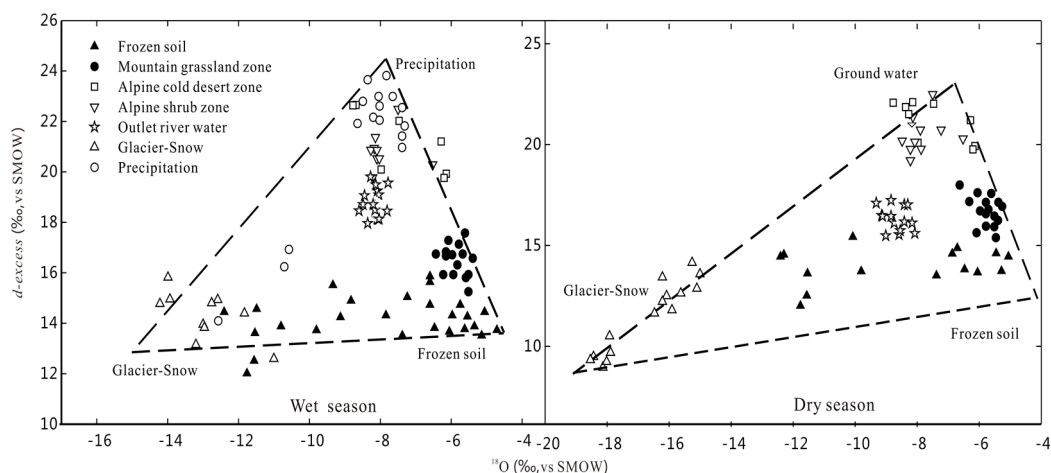 26
24
22
20
18
16
14
12
10
d-excess (‰, vs SMOW)
Frozen soil
Mountain grassland zone
Alpine cold desert zone
Alpine shrub zone
Outlet river water
Glacier-Snow
Precipitation
Precipitation
Glacier-Snow
Frozen soil
Wet season
-16 -14 -12 -10 -8 -6 -4
25
20
15
10
Ground water
Glacier-Snow
Frozen soil
Dry season
-20 -18 -16 -14 -12 -10 -8 -6 -4
¹⁸O (‰, vs SMOW)